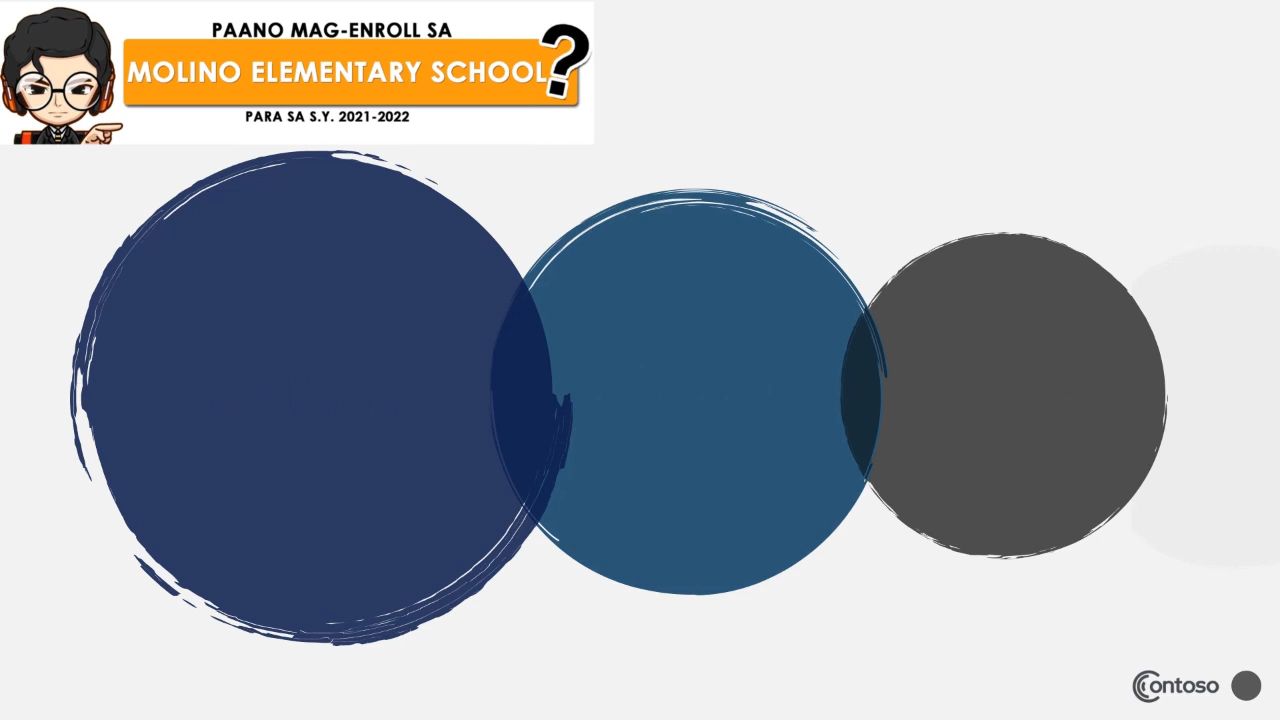 PAANO MAG-ENROLL SA
MOLINO ELEMENTARY SCHOOL?
PARA SA S.Y. 2021-2022
Contoso